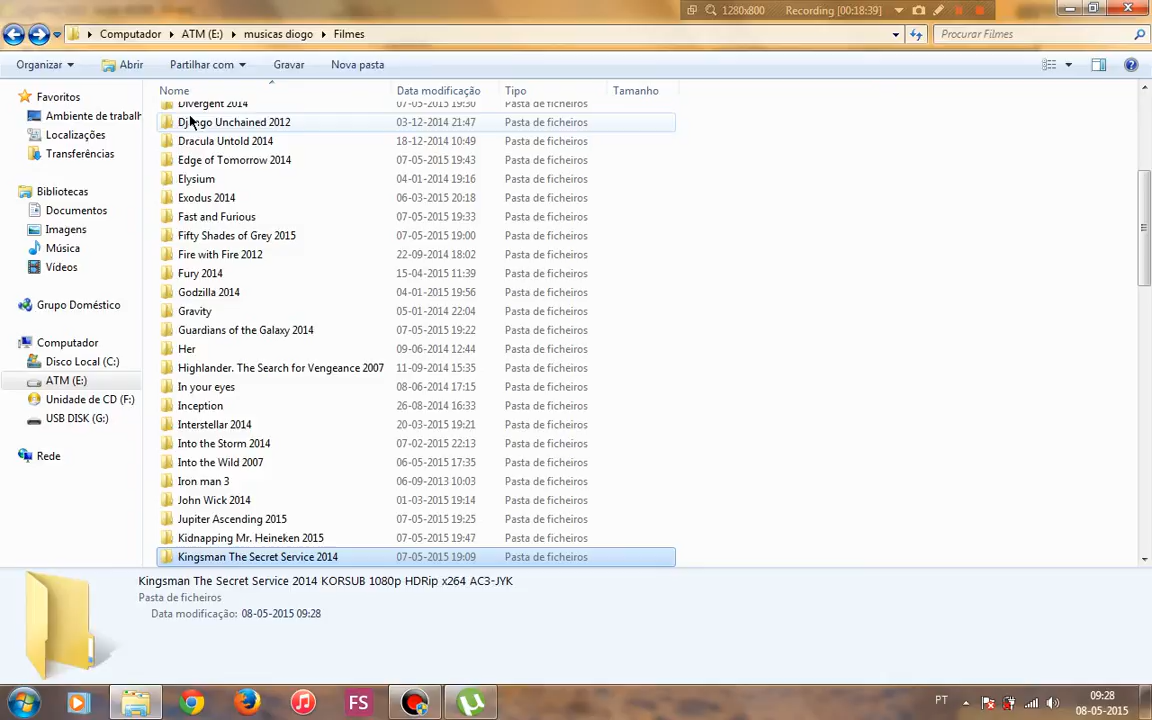 1280x800 Recording [00:18:39]
Computador ATM (E:) musicas diogo Filmes Procurar Filmes
Organizar Abrir Partilhar com Gravar Nova pasta
Favoritos
Ambiente de trabalh
Localizações
Transferências
Bibliotecas
Documentos
Imagens
Música
Vídeos
Grupo Doméstico
Computador
Disco Local (C:)
ATM (E:)
Unidade de CD (F:)
USB DISK (G:)
Rede
Nome Data modificação Tipo Tamanho
Divergent 2014 07-05-2015 19:50 Pasta de ficheiros
Django Unchained 2012 03-12-2014 21:47 Pasta de ficheiros
Dracula Untold 2014 18-12-2014 10:49 Pasta de ficheiros
Edge of Tomorrow 2014 07-05-2015 19:43 Pasta de ficheiros
Elysium 04-01-2014 19:16 Pasta de ficheiros
Exodus 2014 06-03-2015 20:18 Pasta de ficheiros
Fast and Furious 07-05-2015 19:33 Pasta de ficheiros
Fifty Shades of Grey 2015 07-05-2015 19:00 Pasta de ficheiros
Fire with Fire 2012 22-09-2014 18:02 Pasta de ficheiros
Fury 2014 15-04-2015 11:39 Pasta de ficheiros
Godzilla 2014 04-01-2015 19:56 Pasta de ficheiros
Gravity 05-01-2014 22:04 Pasta de ficheiros
Guardians of the Galaxy 2014 07-05-2015 19:22 Pasta de ficheiros
Her 09-06-2014 12:44 Pasta de ficheiros
Highlander. The Search for Vengeance 2007 11-09-2014 15:35 Pasta de ficheiros
In your eyes 08-06-2014 17:15 Pasta de ficheiros
Inception 26-08-2014 16:33 Pasta de ficheiros
Interstellar 2014 20-03-2015 19:21 Pasta de ficheiros
Into the Storm 2014 07-02-2015 22:13 Pasta de ficheiros
Into the Wild 2007 06-05-2015 17:35 Pasta de ficheiros
Iron man 3 06-09-2013 10:03 Pasta de ficheiros
John Wick 2014 01-03-2015 19:14 Pasta de ficheiros
Jupiter Ascending 2015 07-05-2015 19:25 Pasta de ficheiros
Kidnapping Mr. Heineken 2015 07-05-2015 19:47 Pasta de ficheiros
Kingsman The Secret Service 2014 07-05-2015 19:09 Pasta de ficheiros
Kingsman The Secret Service 2014 KORSUB 1080p HDRip x264 AC3-JYK
Pasta de ficheiros
Data modificação: 08-05-2015 09:28
FS PT 09:28
08-05-2015